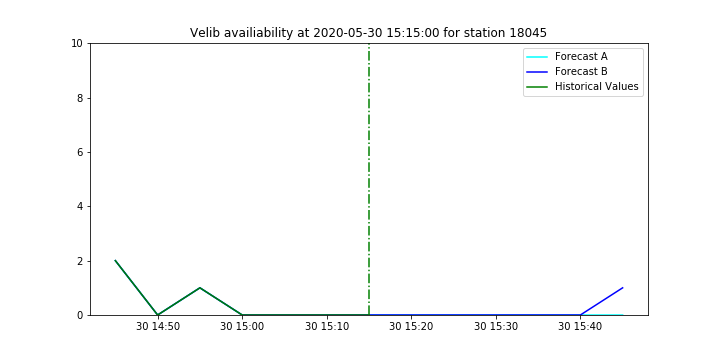 Velib availiability at 2020-05-30 15:15:00 for station 18045
10
8
6
4
2
0
Forecast A
Forecast B
Historical Values
30 14:50 30 15:00 30 15:10 30 15:20 30 15:30 30 15:40